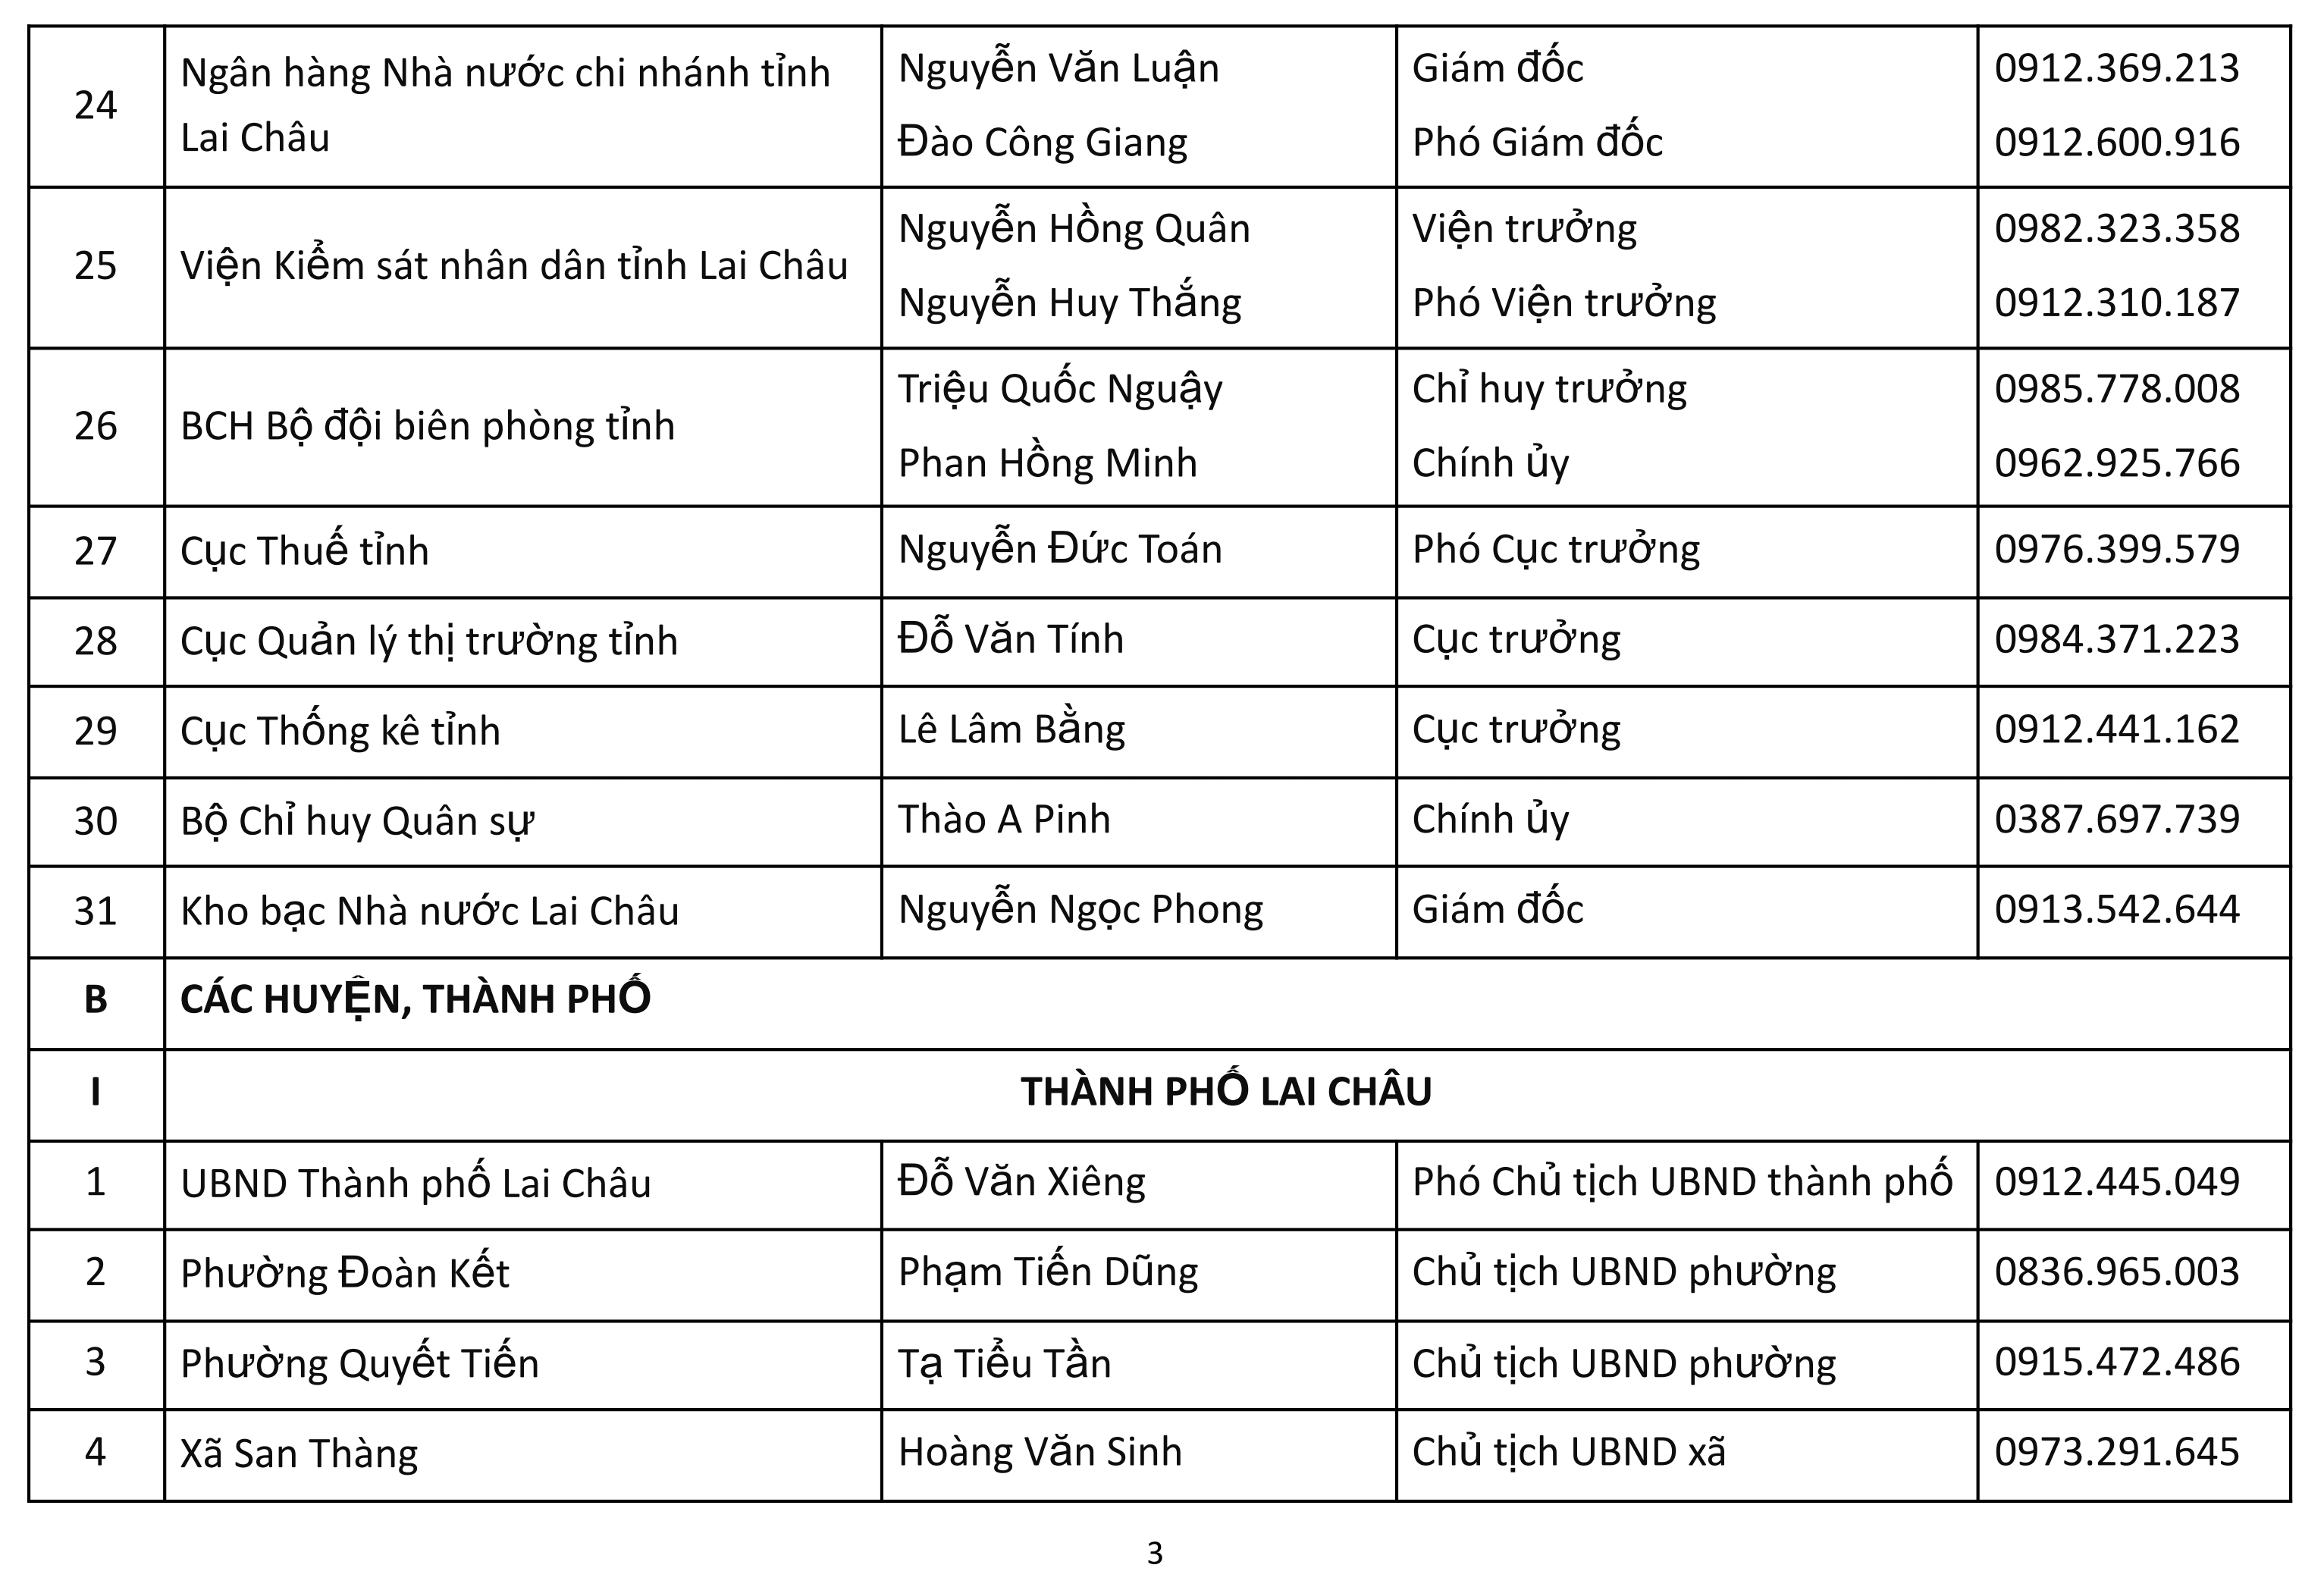 24 Ngân hàng Nhà nước chi nhánh tỉnh Lai Châu Nguyễn Văn Luận Giám đốc 0912.369.213
Đào Công Giang Phó Giám đốc 0912.600.916
25 Viện Kiểm sát nhân dân tỉnh Lai Châu Nguyễn Hồng Quân Viện trưởng 0982.323.358
Nguyễn Huy Thắng Phó Viện trưởng 0912.310.187
26 BCH Bộ đội biên phòng tỉnh Triệu Quốc Nguậy Chỉ huy trưởng 0985.778.008
Phan Hồng Minh Chính ủy 0962.925.766
27 Cục Thuế tỉnh Nguyễn Đức Toán Phó Cục trưởng 0976.399.579
28 Cục Quản lý thị trường tỉnh Đỗ Văn Tính Cục trưởng 0984.371.223
29 Cục Thống kê tỉnh Lê Lâm Bằng Cục trưởng 0912.441.162
30 Bộ Chỉ huy Quân sự Thào A Pinh Chính ủy 0387.697.739
31 Kho bạc Nhà nước Lai Châu Nguyễn Ngọc Phong Giám đốc 0913.542.644
B CÁC HUYỆN, THÀNH PHỐ
I THÀNH PHỐ LAI CHÂU
1 UBND Thành phố Lai Châu Đỗ Văn Xiêng Phó Chủ tịch UBND thành phố 0912.445.049
2 Phường Đoàn Kết Phạm Tiến Dũng Chủ tịch UBND phường 0836.965.003
3 Phường Quyết Tiến Tạ Tiểu Tần Chủ tịch UBND phường 0915.472.486
4 Xã San Thàng Hoàng Văn Sinh Chủ tịch UBND xã 0973.291.645
3